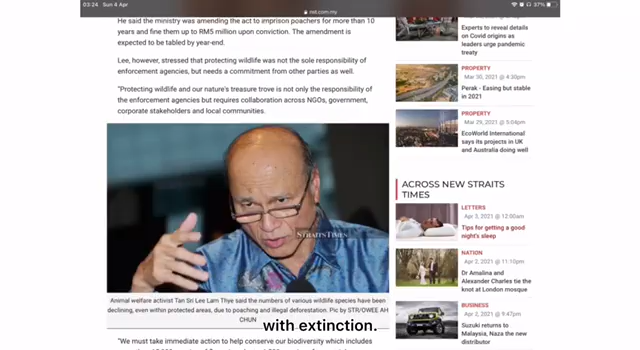 03:24 Sun 4 Apr
nst.com.my
37%
He said the ministry was amending the act to imprison poachers for more than 10
years and fine them up to RM5 million upon conviction. The amendment is
expected to be tabled by year-end.
Lee, however, stressed that protecting wildlife was not the sole responsibility of
enforcement agencies, but needs a commitment from other parties as well.
"Protecting wildlife and our nature's treasure trove is not only the responsibility of
the enforcement agencies but requires collaboration across NGOs, government,
corporate stakeholders and local communities.
STRAITS TIMES
Animal welfare activist Tan Sri Lee Lam Thye said the numbers of various wildlife species have been
declining, even within protected areas, due to poaching and illegal deforestation. Pic by STR/OWEE AH
CHUN
with extinction.
"We must take immediate action to help conserve our biodiversity which includes
Experts to reveal details
on Covid origins as
leaders urge pandemic
treaty
PROPERTY
Mar 30, 2021 @ 4:30pm
Perak - Easing but stable
in 2021
PROPERTY
Mar 29, 2021 @ 5:04pm
EcoWorld International
says its projects in UK
and Australia doing well
ACROSS NEW STRAITS
TIMES
LETTERS
Apr 3, 2021 @ 12:00am
Tips for getting a good
night's sleep
NATION
Apr 2, 2021 @ 11:10pm
Dr Amalina and
Alexander Charles tie the
knot at London mosque
BUSINESS
Apr 2, 2021 @ 9:47pm
Suzuki returns to
Malaysia, Naza the new
distributor